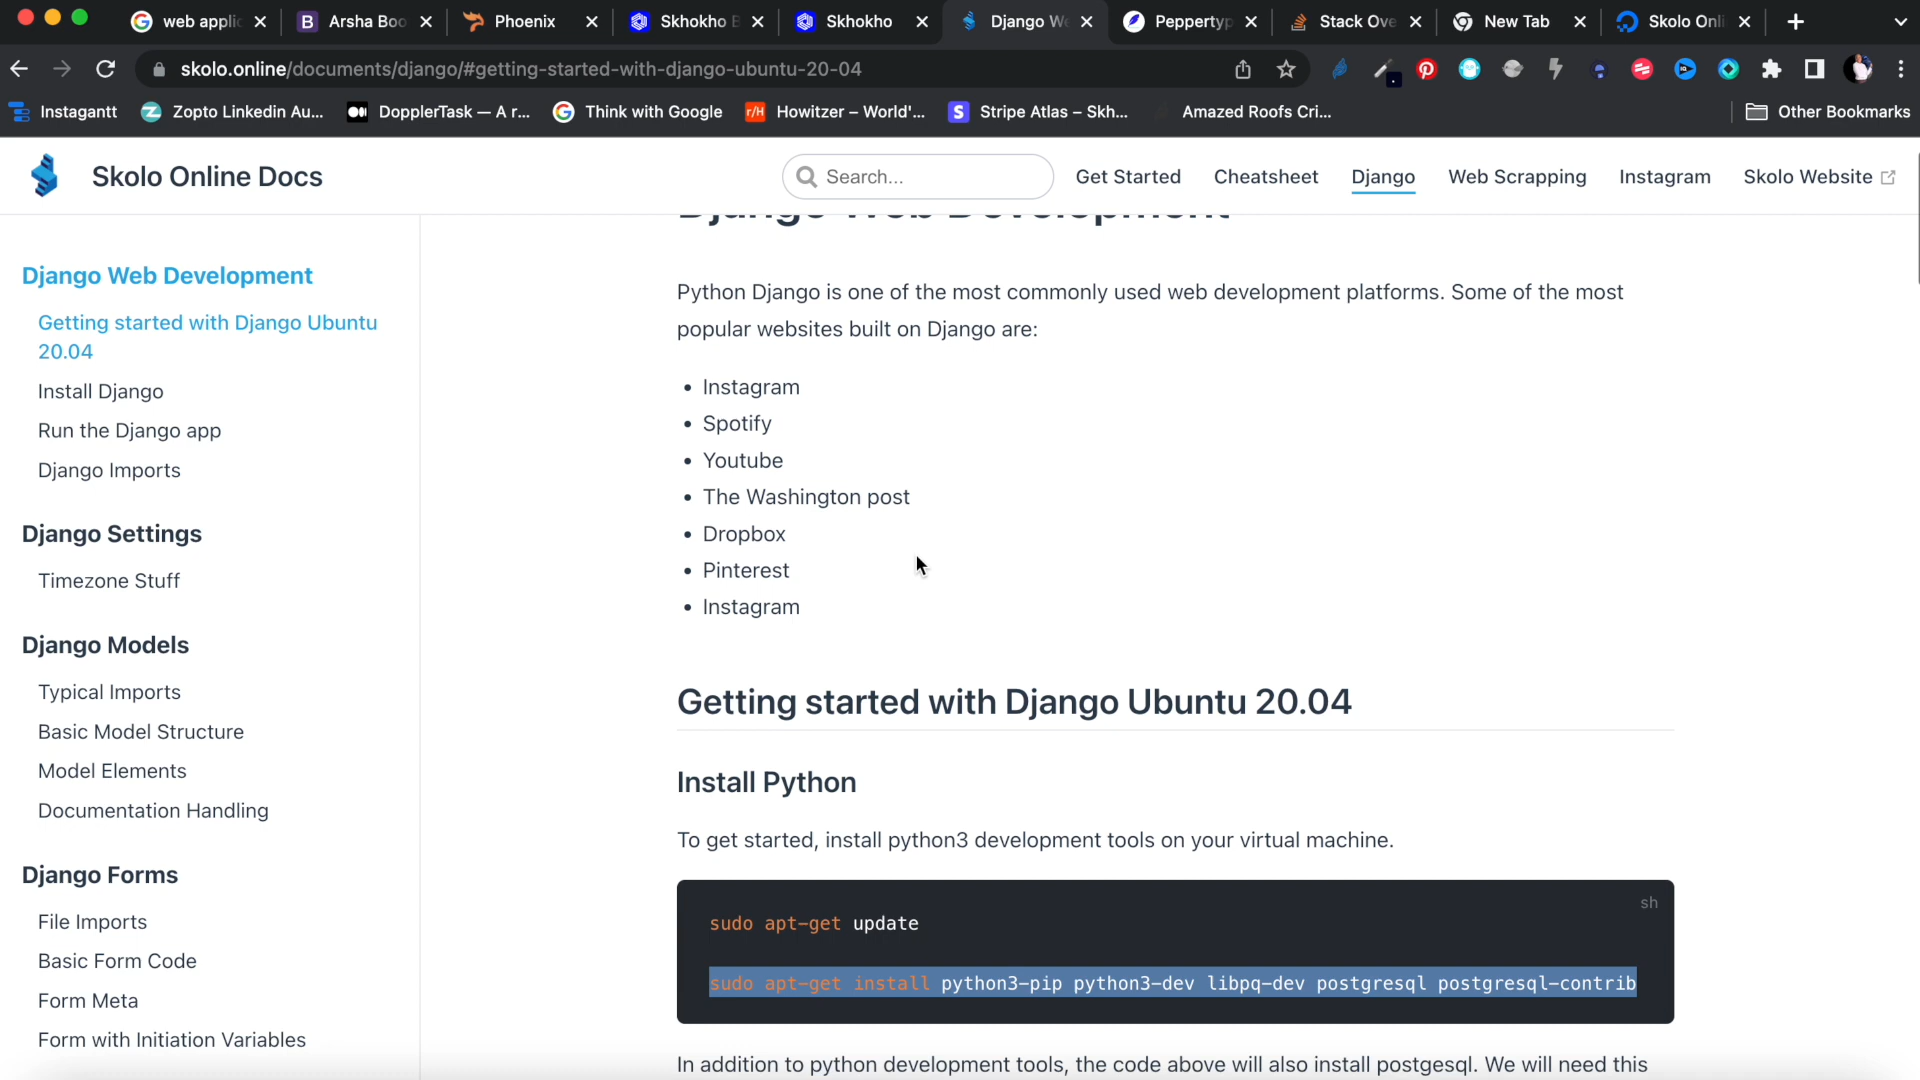 web applic
Arsha Boo
Phoenix
Skhokho B
Skhokho
Django We
Peppertyp
Stack Ove
New Tab
Skolo Onli
skolo.online/documents/django/#getting-started-with-django-ubuntu-20-04
Instagantt
Zopto Linkedin Au...
DopplerTask — A r...
Think with Google
r/H
Howitzer – World'...
S
Stripe Atlas – Skh...
Amazed Roofs Cri...
Other Bookmarks
Skolo Online Docs
Search...
Get Started
Cheatsheet
Django
Web Scrapping
Instagram
Skolo Website
Django Web Development
Getting started with Django Ubuntu
20.04
Install Django
Run the Django app
Django Imports
Django Settings
Timezone Stuff
Django Models
Typical Imports
Basic Model Structure
Model Elements
Documentation Handling
Django Forms
File Imports
Basic Form Code
Form Meta
Form with Initiation Variables
Django Web Development
Python Django is one of the most commonly used web development platforms. Some of the most
popular websites built on Django are:
• Instagram
• Spotify
• Youtube
• The Washington post
• Dropbox
• Pinterest
• Instagram
Getting started with Django Ubuntu 20.04
Install Python
To get started, install python3 development tools on your virtual machine.
sh
sudo apt-get update
sudo apt-get install python3-pip python3-dev libpq-dev postgresql postgresql-contrib
In addition to python development tools, the code above will also install postgesql. We will need this